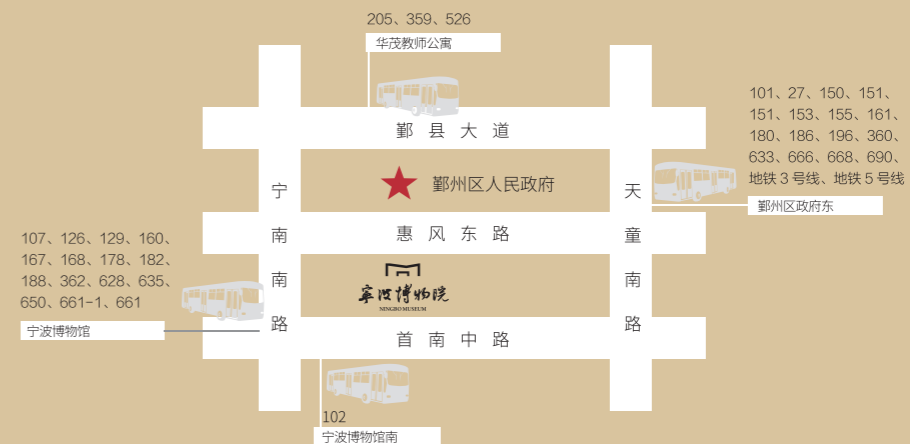 205、359、526
华茂教师公寓
101、27、150、151、
151、153、155、161、
180、186、196、360、
633、666、668、690、
地铁3号线、地铁5号线
鄞州区政府东
鄞县大道
鄞州区人民政府
宁南南路
天童南路
惠风东路
107、126、129、160、
167、168、178、182、
188、362、628、635、
650、661-1、661
宁波博物馆
寧波博物院
NINGBO MUSEUM
首南中路
102
宁波博物馆南